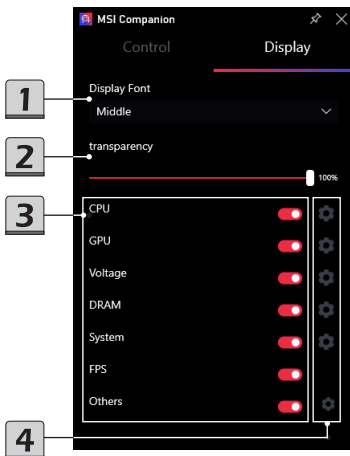 MSI Companion
Control Display
1
Display Font
Middle
2
transparency
100%
3
CPU
GPU
Voltage
DRAM
System
FPS
Others
4